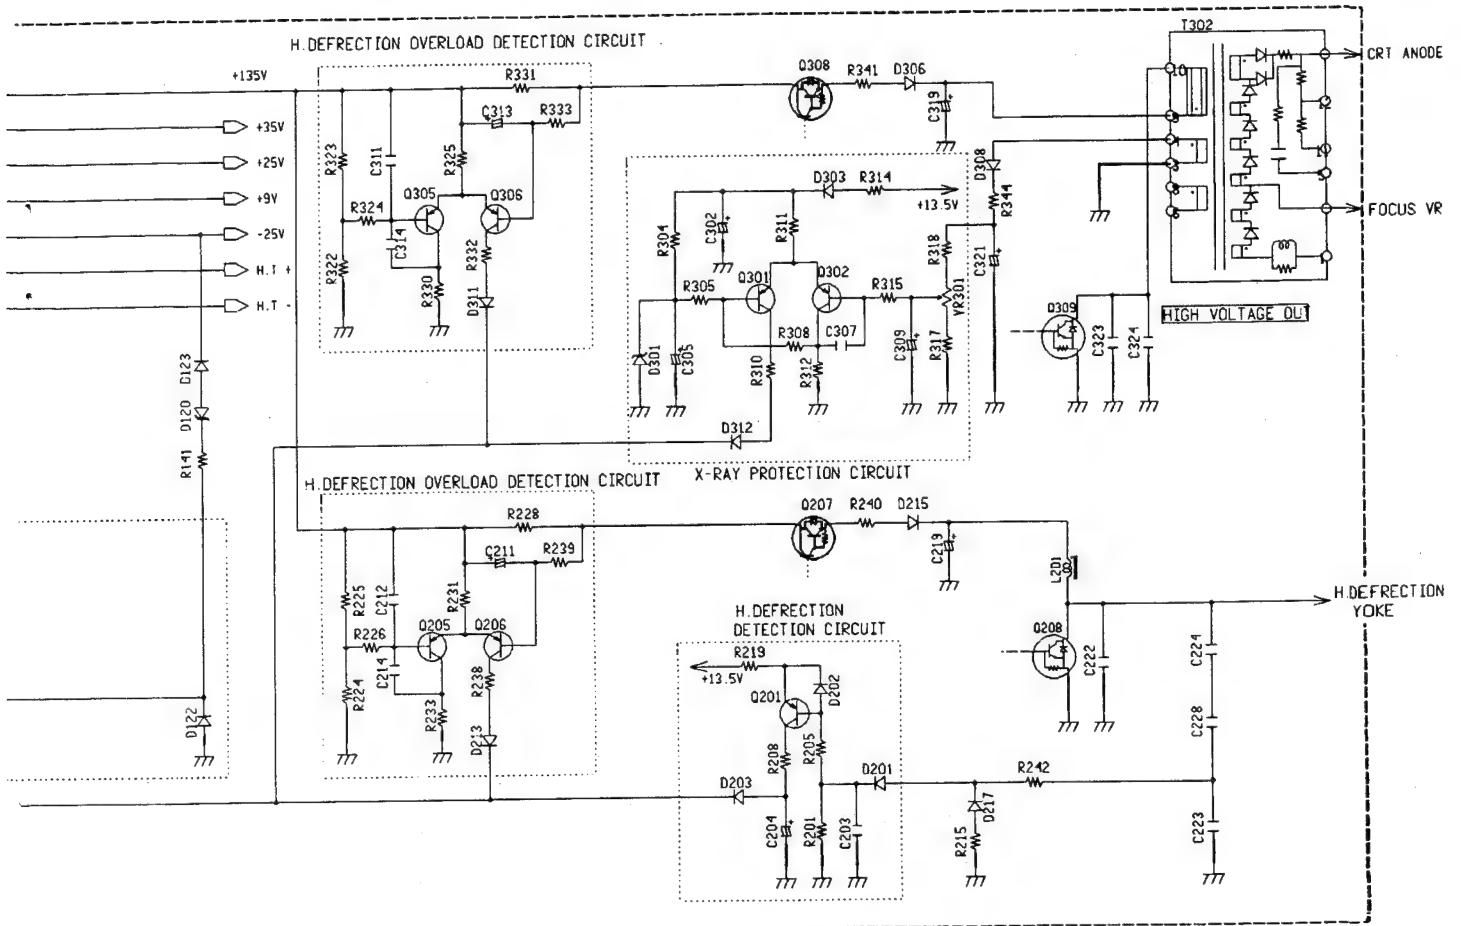 T302
H.DEFRECTION OVERLOAD DETECTION CIRCUIT
CRT ANODE
+135V
R331
Q308
R341
D306
10
C313
R333
C319
12
+35V
+25V
+9V
-25V
H.T +
H.T -
R323
C311
R325
D308
D303
R314
+13.5V
R344
Q305
Q306
R324
C314
R332
R322
R330
D311
R304
C302
R311
R318
C321
FOCUS VR
R305
Q301
Q302
R315
VR301
Q309
HIGH VOLTAGE OUT
R308
C307
D301
C305
R310
R312
C309
R317
C323
C324
D123
D120
R141
D312
X-RAY PROTECTION CIRCUIT
H.DEFRECTION OVERLOAD DETECTION CIRCUIT
Q207
R240
D215
R228
C211
R239
C219
L201
R225
C212
R231
H.DEFRECTION
YOKE
H.DEFRECTION
DETECTION CIRCUIT
R226
Q205
Q206
Q208
C222
C224
C214
R238
R219
+13.5V
D202
Q201
R224
R233
D213
D122
R208
R205
C228
D203
D201
R242
D217
C204
R201
C203
R215
C223